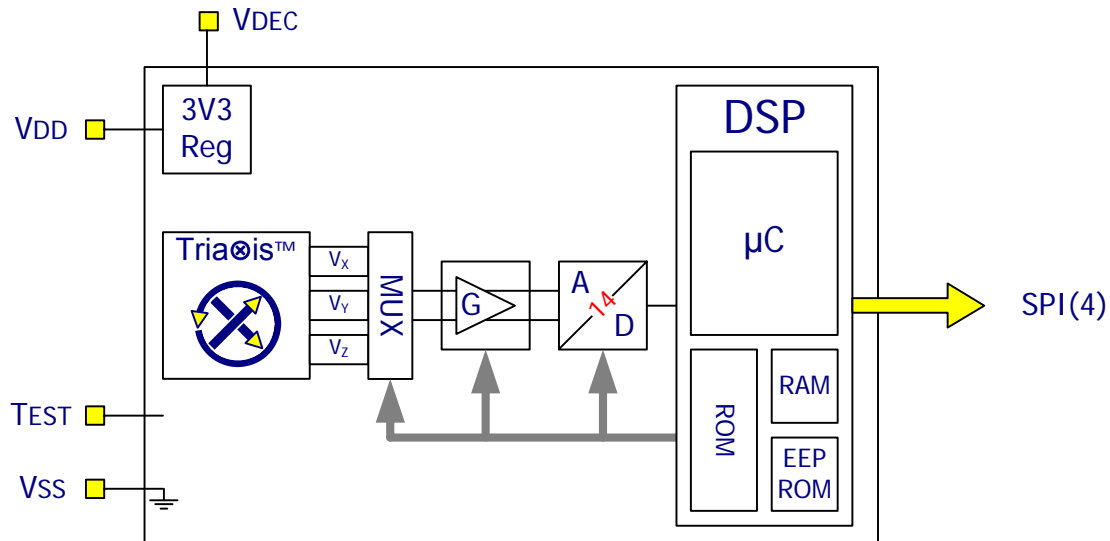 VDEC
3V3
Reg
VDD
DSP
µC
Tria⊗is™
VX
VY
VZ
MUX
G
A
14
D
SPI(4)
ROM
RAM
EEP
ROM
TEST
VSS